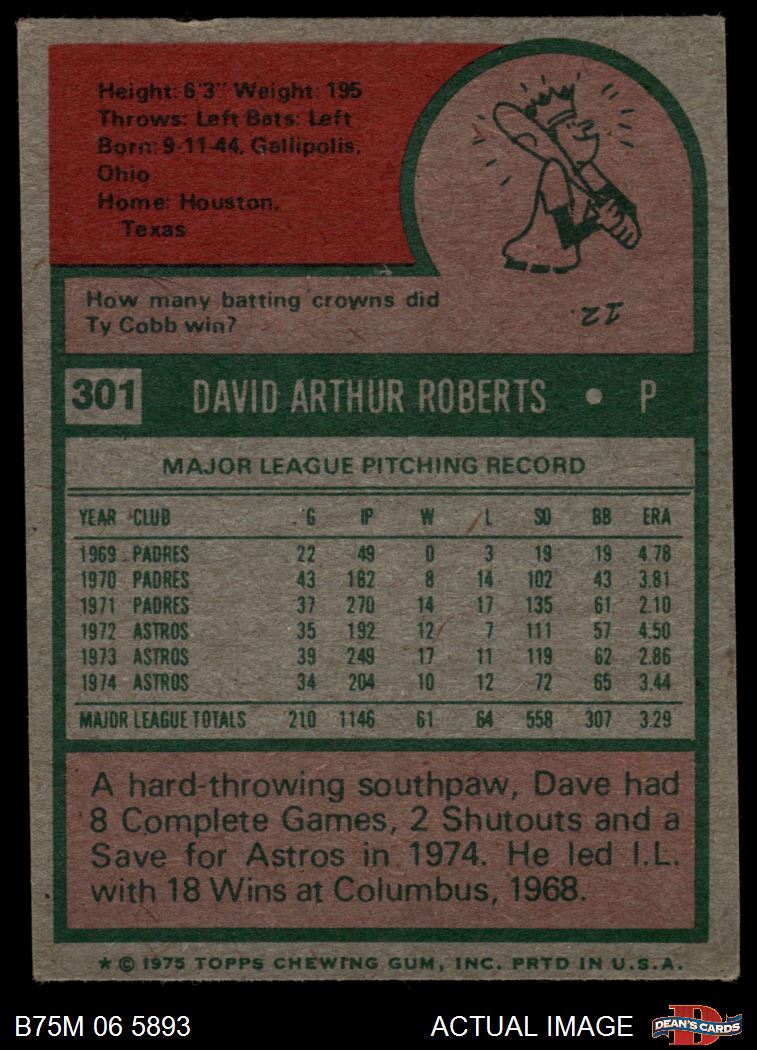 Height: 6'3" Weight: 195
Throws: Left Bats: Left
Born: 9-11-44, Gallipolis,
Ohio
Home: Houston,
Texas
How many batting crowns did
Ty Cobb win?
12.
301 DAVID ARTHUR ROBERTS • P
MAJOR LEAGUE PITCHING RECORD
YEAR CLUB G IP W L SO BB ERA
1969 PADRES 22 49 0 3 19 19 4.78
1970 PADRES 43 182 8 14 102 43 3.81
1971 PADRES 37 270 14 17 135 61 2.10
1972 ASTROS 35 192 12 7 111 57 4.50
1973 ASTROS 39 249 17 11 119 62 2.86
1974 ASTROS 34 204 10 12 72 65 3.44
MAJOR LEAGUE TOTALS 210 1146 61 64 558 307 3.29
A hard-throwing southpaw, Dave had
8 Complete Games, 2 Shutouts and a
Save for Astros in 1974. He led I.L.
with 18 Wins at Columbus, 1968.
* © 1975 TOPPS CHEWING GUM, INC. PRTD IN U.S.A.
B75M 06 5893 ACTUAL IMAGE
D
DEAN'S CARDS